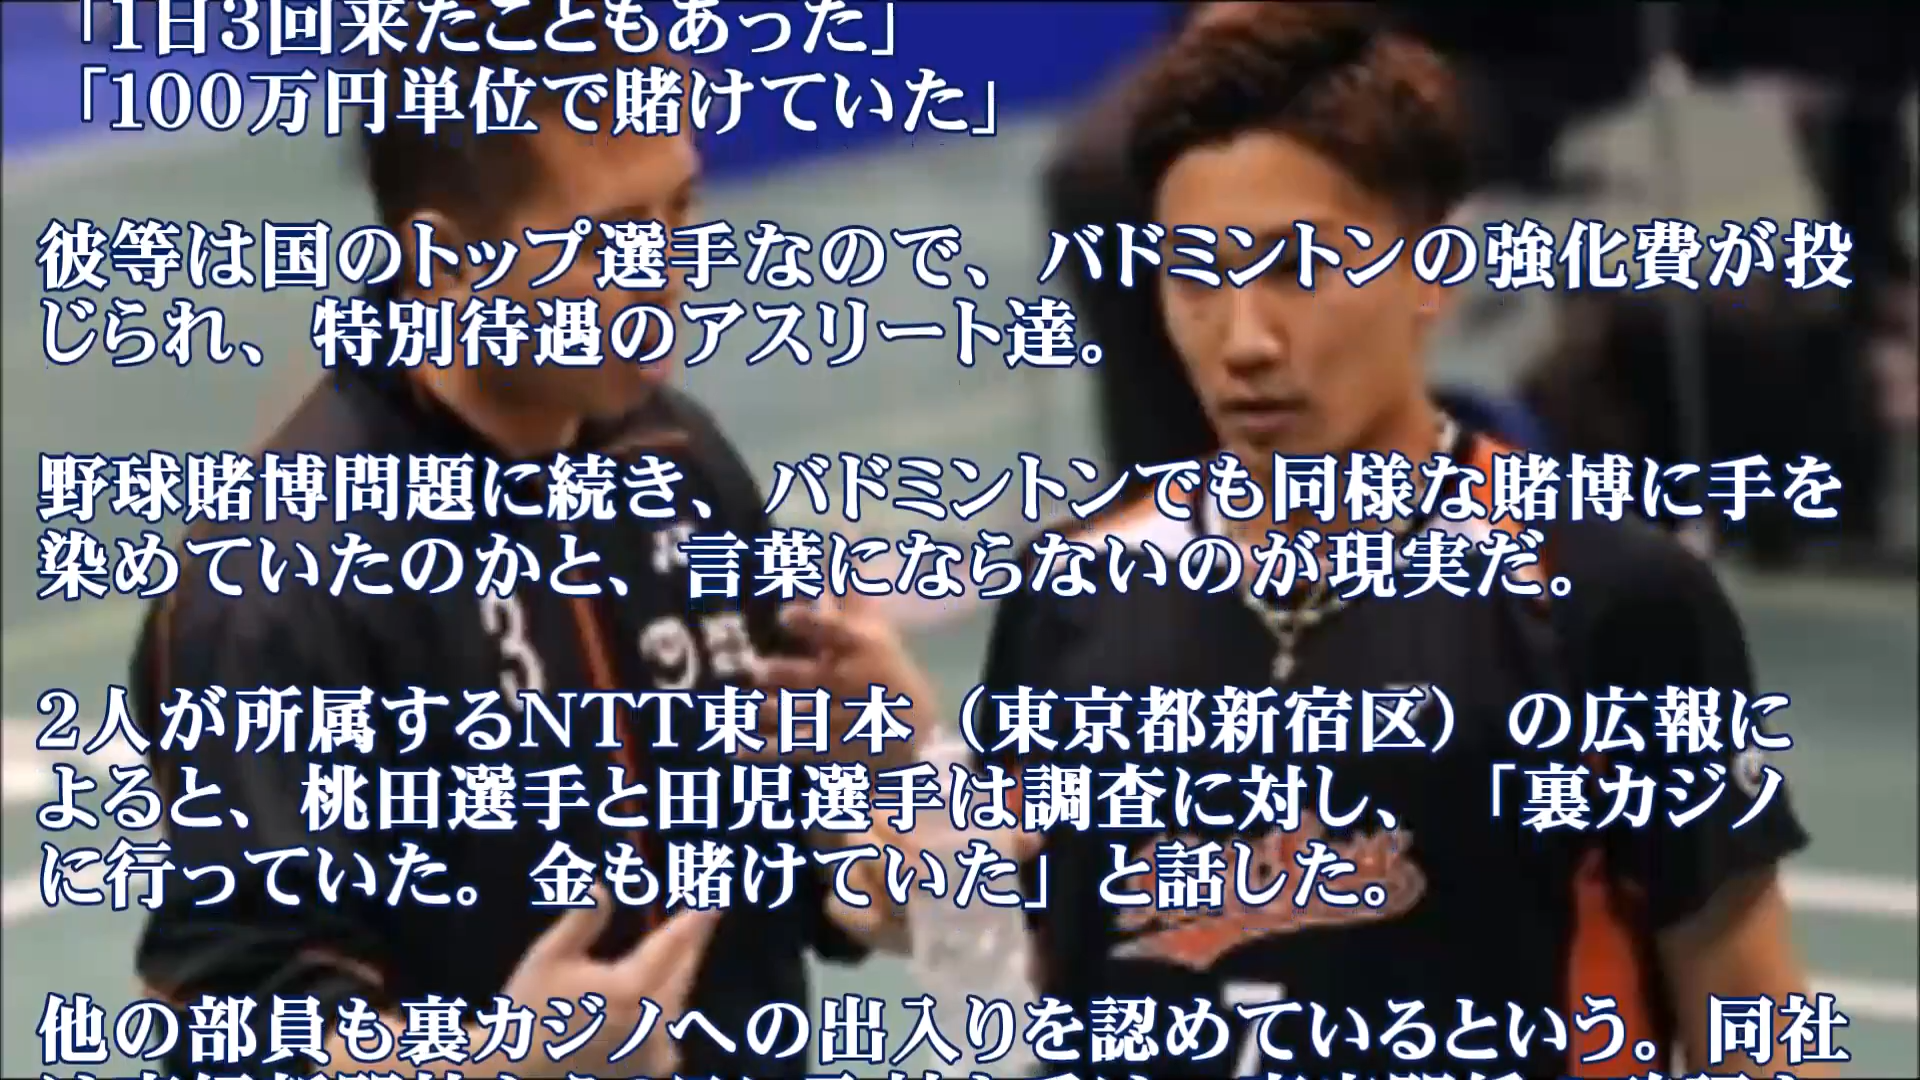 「1日3回来たこともあった」
「100万円単位で賭けていた」
彼等は国のトップ選手なので、バドミントンの強化費が投
じられ、特別待遇のアスリート達。
野球賭博問題に続き、バドミントンでも同様な賭博に手を
染めていたのかと、言葉にならないのが現実だ。
2人が所属するNTT東日本（東京都新宿区）の広報に
よると、桃田選手と田児選手は調査に対し、「裏カジノ
に行っていた。金も賭けていた」と話した。
他の部員も裏カジノへの出入りを認めているという。同社
3
7